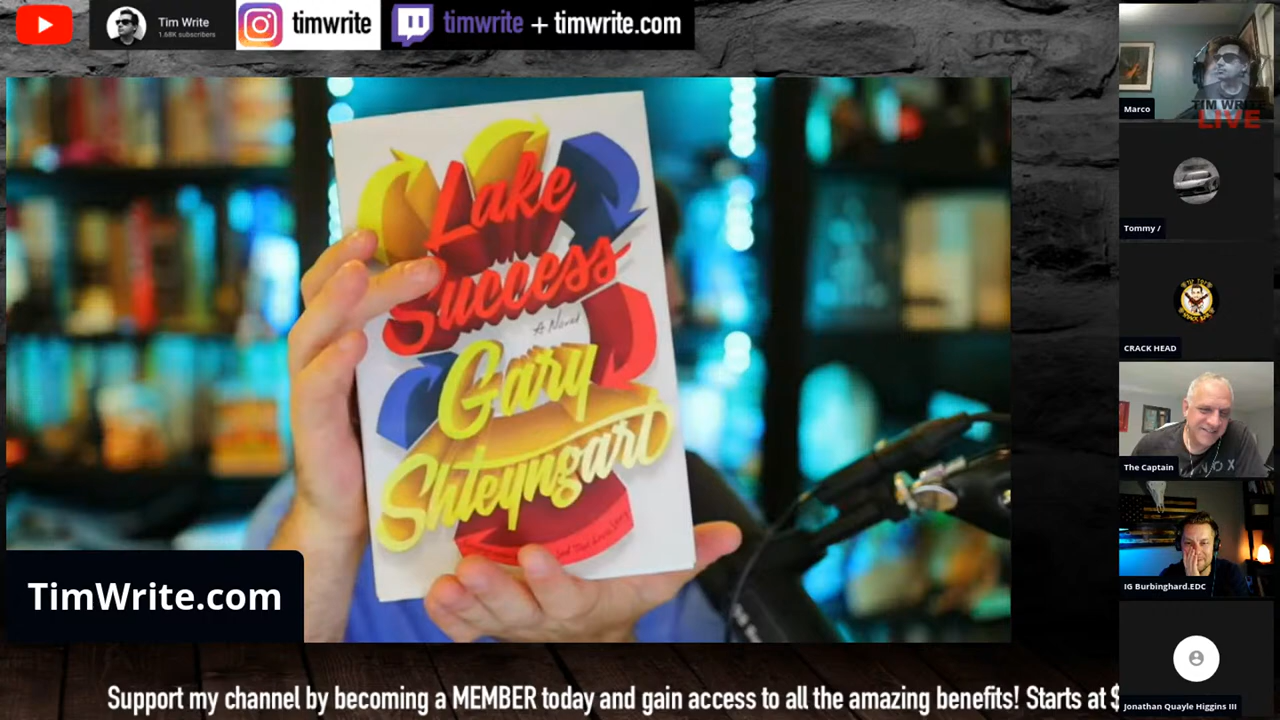 Tim Write
1.68K subscribers
timwrite
timwrite + timwrite.com
Lake
Success
A Novel
Gary
Shteyngart
TimWrite.com
Support my channel by becoming a MEMBER today and gain access to all the amazing benefits! Starts at $
Marco
TIM WRITE
LIVE
Tommy /
CRACK HEAD
The Captain
NOX
IG Burbinghard.EDC
Jonathan Quayle Higgins III